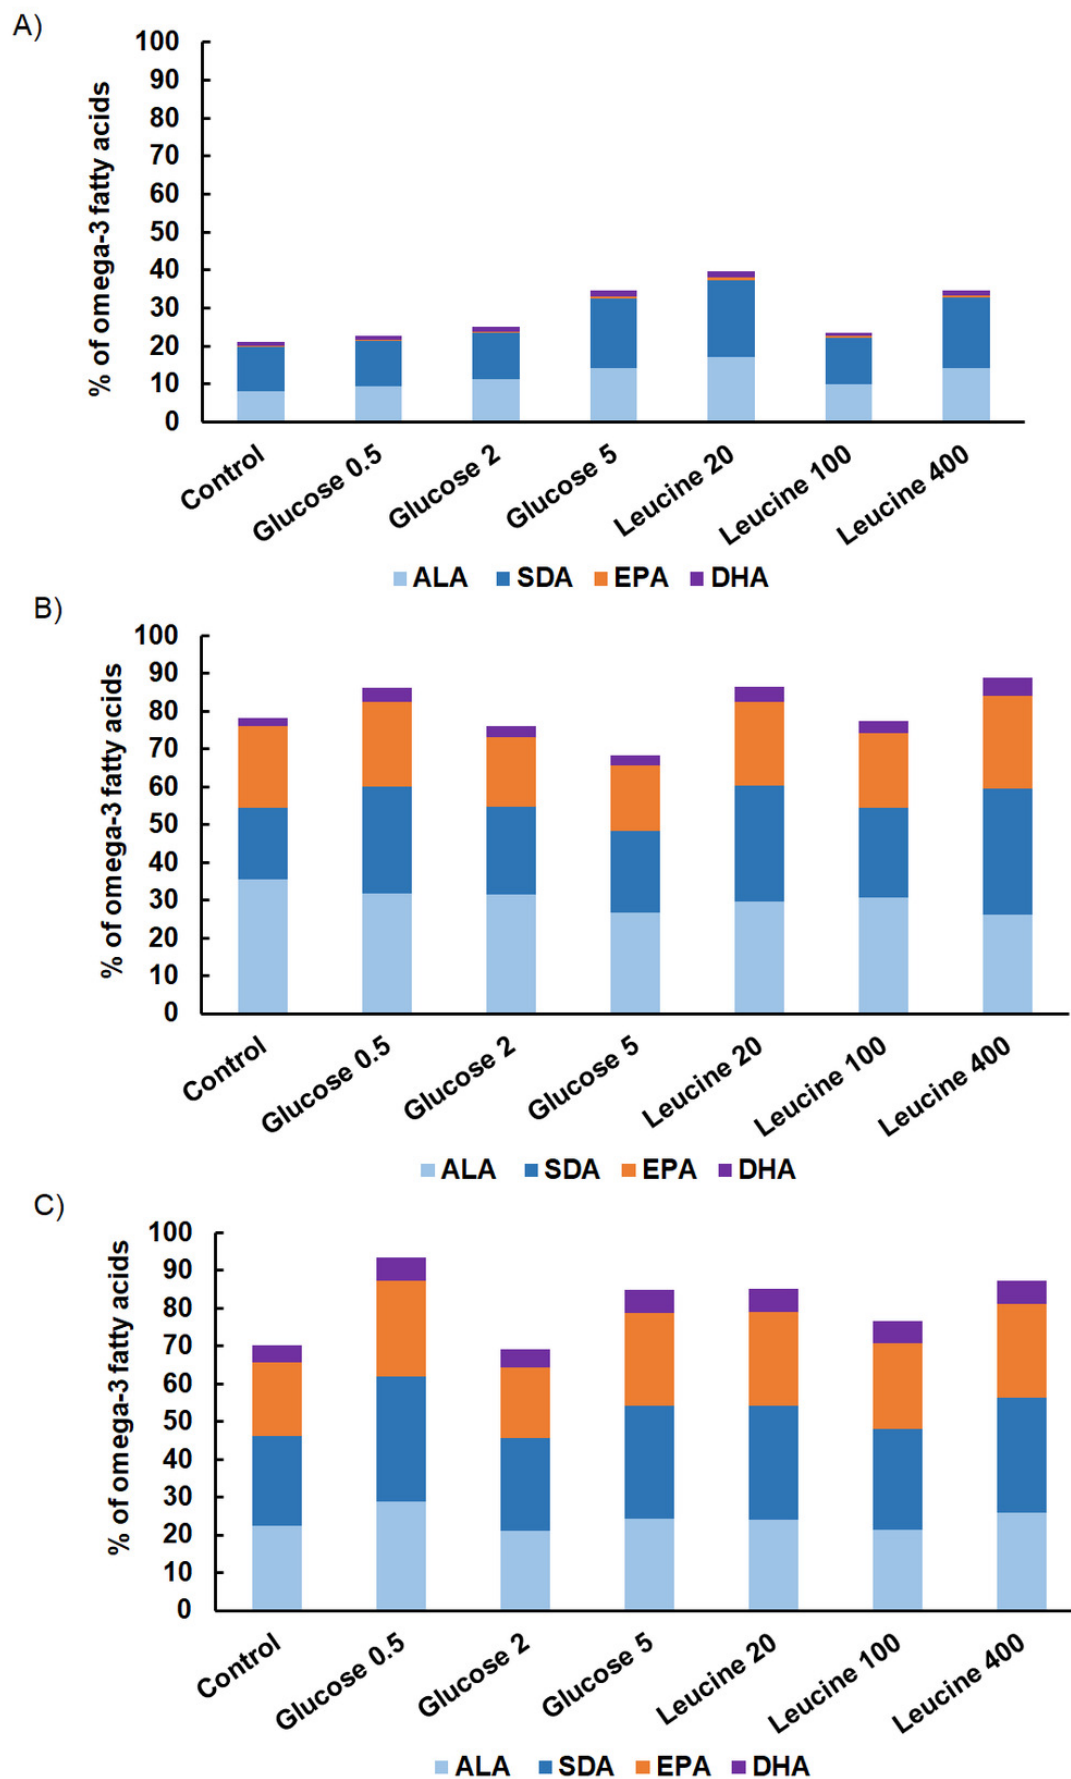 A)
% of omega-3 fatty acids
100
90
80
70
60
50
40
30
20
10
0
Control
Glucose 0.5
Glucose 2
Glucose 5
Leucine 20
Leucine 100
Leucine 400
ALA SDA EPA DHA
B)
% of omega-3 fatty acids
100
90
80
70
60
50
40
30
20
10
0
Control
Glucose 0.5
Glucose 2
Glucose 5
Leucine 20
Leucine 100
Leucine 400
ALA SDA EPA DHA
C)
% of omega-3 fatty acids
100
90
80
70
60
50
40
30
20
10
0
Control
Glucose 0.5
Glucose 2
Glucose 5
Leucine 20
Leucine 100
Leucine 400
ALA SDA EPA DHA